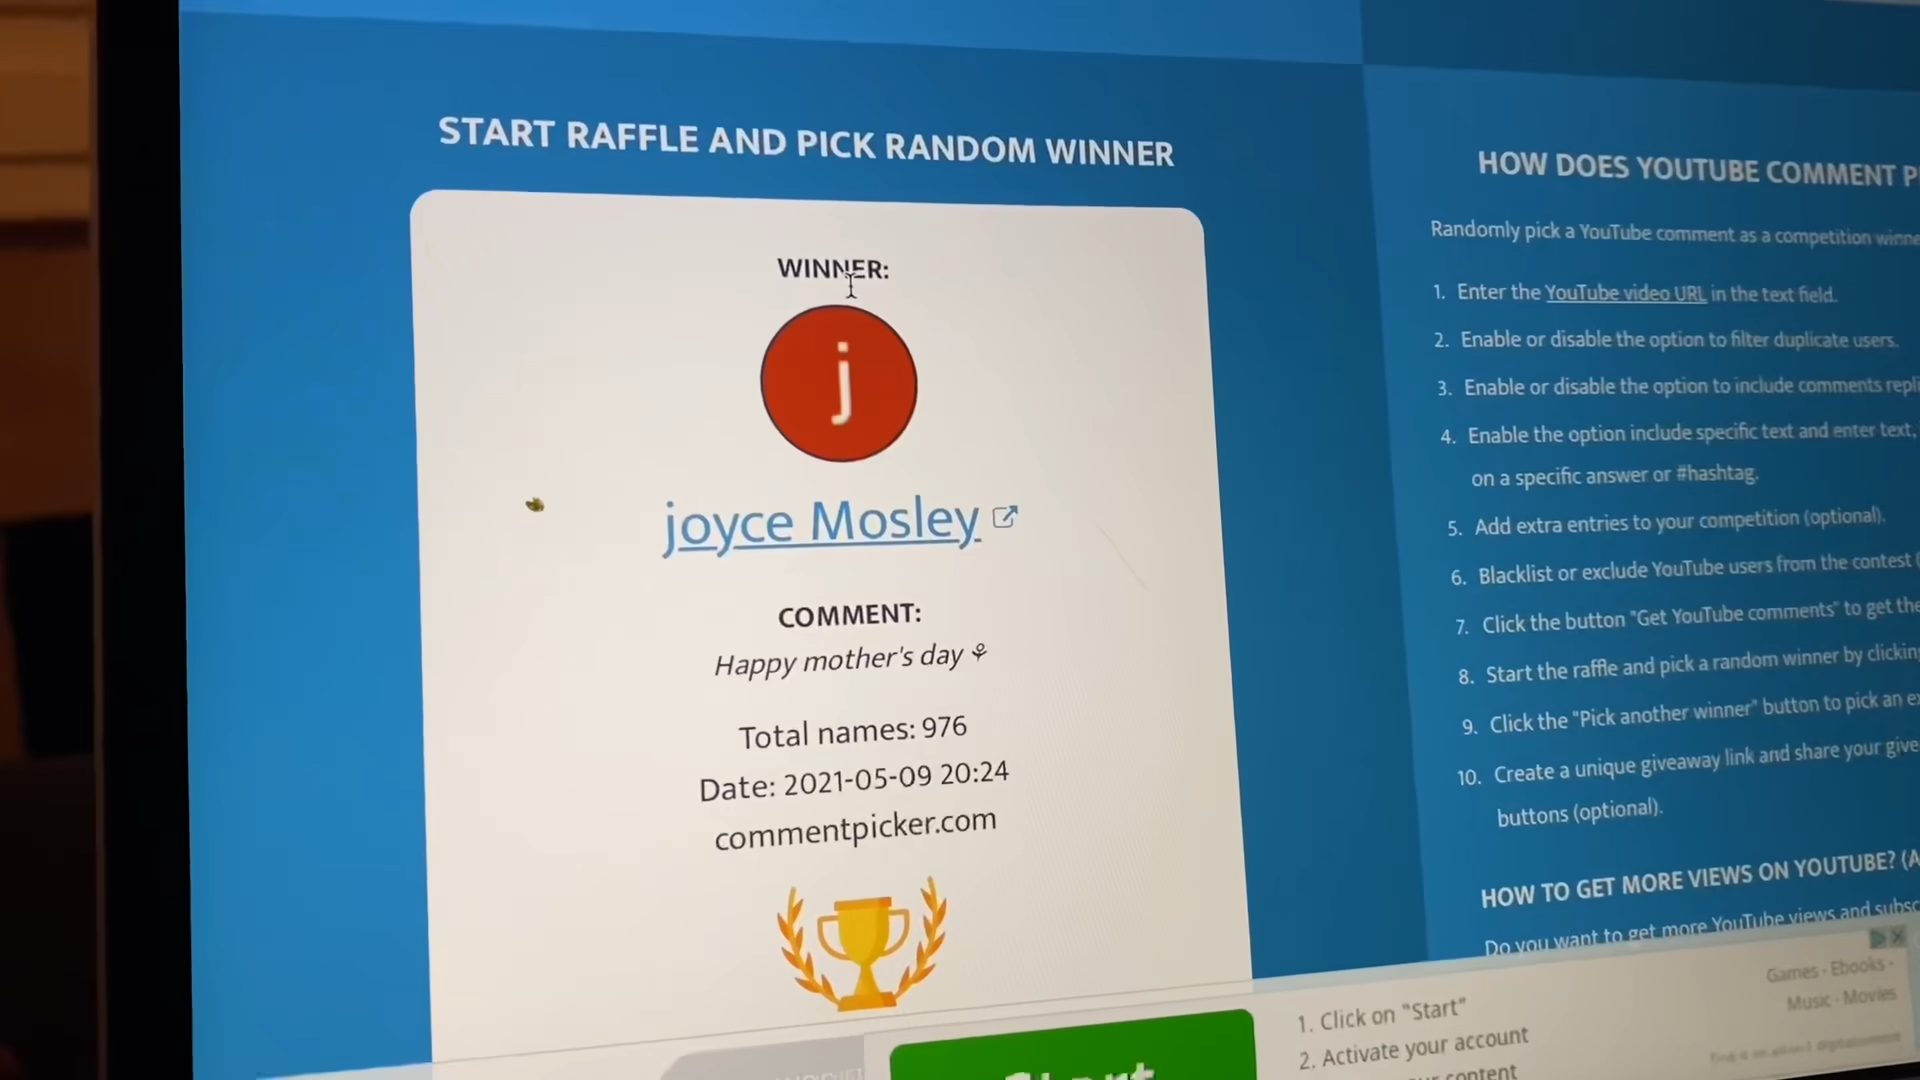 START RAFFLE AND PICK RANDOM WINNER
WINNER:
j
joyce Mosley
COMMENT:
Happy mother's day ⚘
Total names: 976
Date: 2021-05-09 20:24
commentpicker.com
HOW DOES YOUTUBE COMMENT
Randomly pick a YouTube comment as a competition
1. Enter the YouTube video URL in the text field.
2. Enable or disable the option to filter duplicate users.
3. Enable or disable the option to include comments
4. Enable the option include specific text and enter text,
on a specific answer or #hashtag.
5. Add extra entries to your competition (optional).
6. Blacklist or exclude YouTube users from the contest
7. Click the button "Get YouTube comments" to get the
8. Start the raffle and pick a random winner by
9. Click the "Pick another winner" button to pick an
10. Create a unique giveaway link and share your
buttons (optional).
HOW TO GET MORE VIEWS ON YOUTUBE?
Do you want to get more YouTube views and
Start
1. Click on "Start"
2. Activate your account
content
Games - Ebooks -
Music - Movies